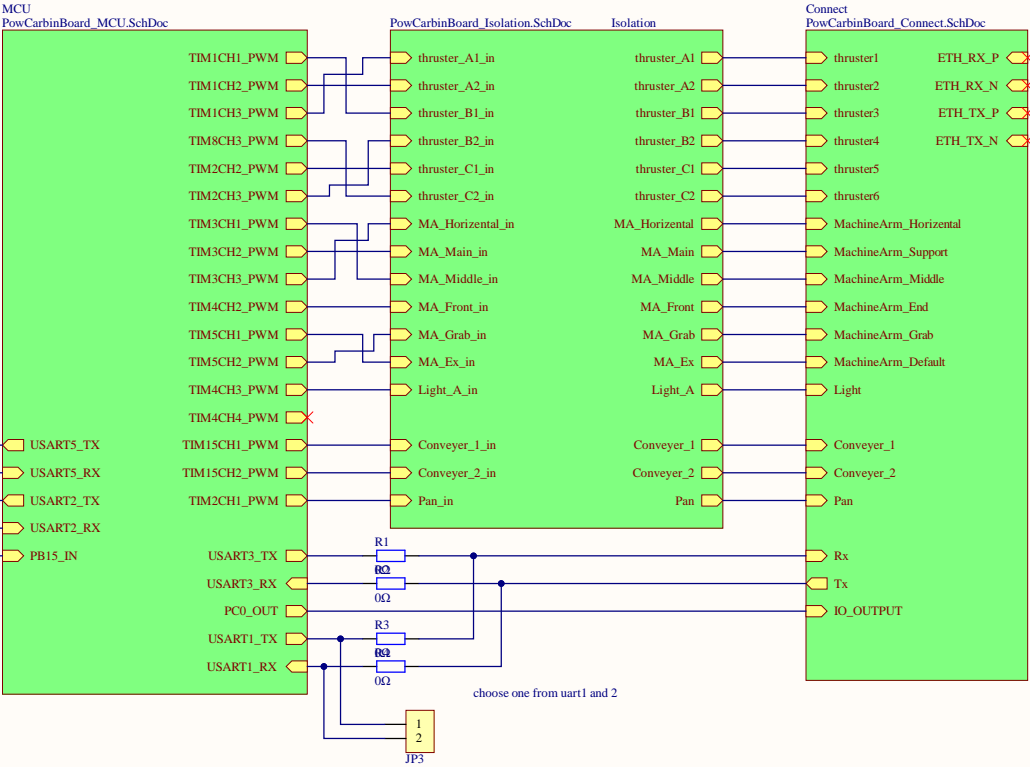 MCU
PowCarbinBoard_MCU.SchDoc
TIM1CH1_PWM
TIM1CH2_PWM
TIM1CH3_PWM
TIM8CH3_PWM
TIM2CH2_PWM
TIM2CH3_PWM
TIM3CH1_PWM
TIM3CH2_PWM
TIM3CH3_PWM
TIM4CH2_PWM
TIM5CH1_PWM
TIM5CH2_PWM
TIM4CH3_PWM
TIM4CH4_PWM
TIM15CH1_PWM
TIM15CH2_PWM
TIM2CH1_PWM
USART5_TX
USART5_RX
USART2_TX
USART2_RX
PB15_IN
USART3_TX
USART3_RX
PC0_OUT
USART1_TX
USART1_RX
PowCarbinBoard_Isolation.SchDoc
Isolation
thruster_A1_in
thruster_A2_in
thruster_B1_in
thruster_B2_in
thruster_C1_in
thruster_C2_in
MA_Horizental_in
MA_Main_in
MA_Middle_in
MA_Front_in
MA_Grab_in
MA_Ex_in
Light_A_in
Conveyer_1_in
Conveyer_2_in
Pan_in
thruster_A1
thruster_A2
thruster_B1
thruster_B2
thruster_C1
thruster_C2
MA_Horizental
MA_Main
MA_Middle
MA_Front
MA_Grab
MA_Ex
Light_A
Conveyer_1
Conveyer_2
Pan
Connect
PowCarbinBoard_Connect.SchDoc
thruster1
thruster2
thruster3
thruster4
thruster5
thruster6
MachineArm_Horizental
MachineArm_Support
MachineArm_Middle
MachineArm_End
MachineArm_Grab
MachineArm_Default
Light
Conveyer_1
Conveyer_2
Pan
Rx
Tx
IO_OUTPUT
ETH_RX_P
ETH_RX_N
ETH_TX_P
ETH_TX_N
R1
0Ω
R3
0Ω
choose one from uart1 and 2
1
2
JP3